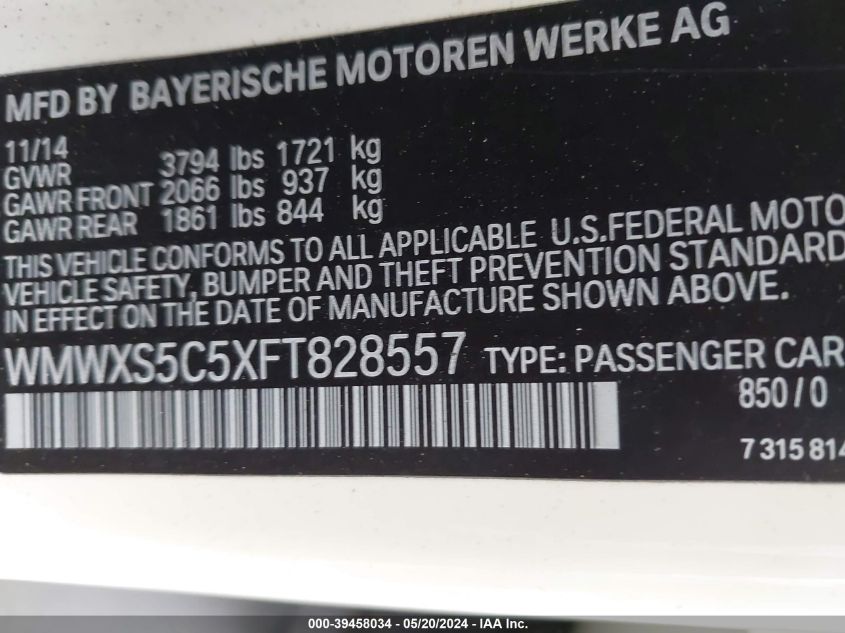 MFD BY BAYERISCHE MOTOREN WERKE AG
11/14
GVWR 3794 lbs 1721 kg
GAWR FRONT 2066 lbs 937 kg
GAWR REAR 1861 lbs 844 kg
THIS VEHICLE CONFORMS TO ALL APPLICABLE U.S.FEDERAL MOTO
VEHICLE SAFETY, BUMPER AND THEFT PREVENTION STANDARD
IN EFFECT ON THE DATE OF MANUFACTURE SHOWN ABOVE.
WMWXS5C5XFT828557 TYPE: PASSENGER CAR
850/0
7 315 814
000-39458034 - 05/20/2024 - IAA Inc.